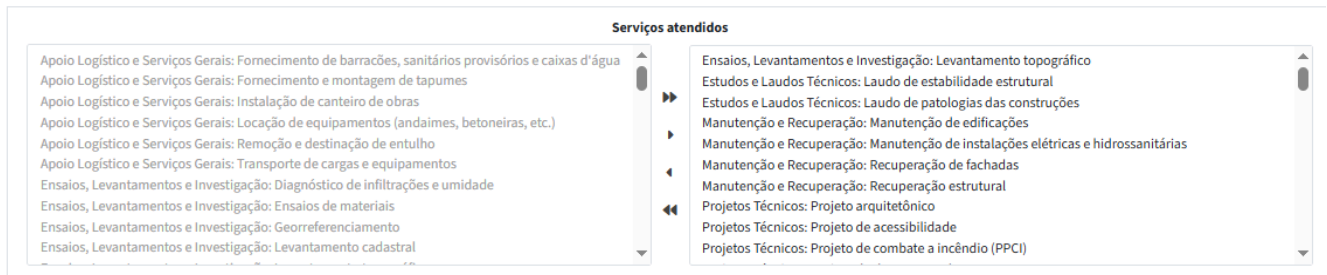 Serviços atendidos
Apoio Logístico e Serviços Gerais: Fornecimento de barracões, sanitários provisórios e caixas d'água
Apoio Logístico e Serviços Gerais: Fornecimento e montagem de tapumes
Apoio Logístico e Serviços Gerais: Instalação de canteiro de obras
Apoio Logístico e Serviços Gerais: Locação de equipamentos (andaimes, betoneiras, etc.)
Apoio Logístico e Serviços Gerais: Remoção e destinação de entulho
Apoio Logístico e Serviços Gerais: Transporte de cargas e equipamentos
Ensaios, Levantamentos e Investigação: Diagnóstico de infiltrações e umidade
Ensaios, Levantamentos e Investigação: Ensaios de materiais
Ensaios, Levantamentos e Investigação: Georreferenciamento
Ensaios, Levantamentos e Investigação: Levantamento cadastral
Ensaios, Levantamentos e Investigação: Levantamento topográfico
Estudos e Laudos Técnicos: Laudo de estabilidade estrutural
Estudos e Laudos Técnicos: Laudo de patologias das construções
Manutenção e Recuperação: Manutenção de edificações
Manutenção e Recuperação: Manutenção de instalações elétricas e hidrossanitárias
Manutenção e Recuperação: Recuperação de fachadas
Manutenção e Recuperação: Recuperação estrutural
Projetos Técnicos: Projeto arquitetônico
Projetos Técnicos: Projeto de acessibilidade
Projetos Técnicos: Projeto de combate a incêndio (PPCI)